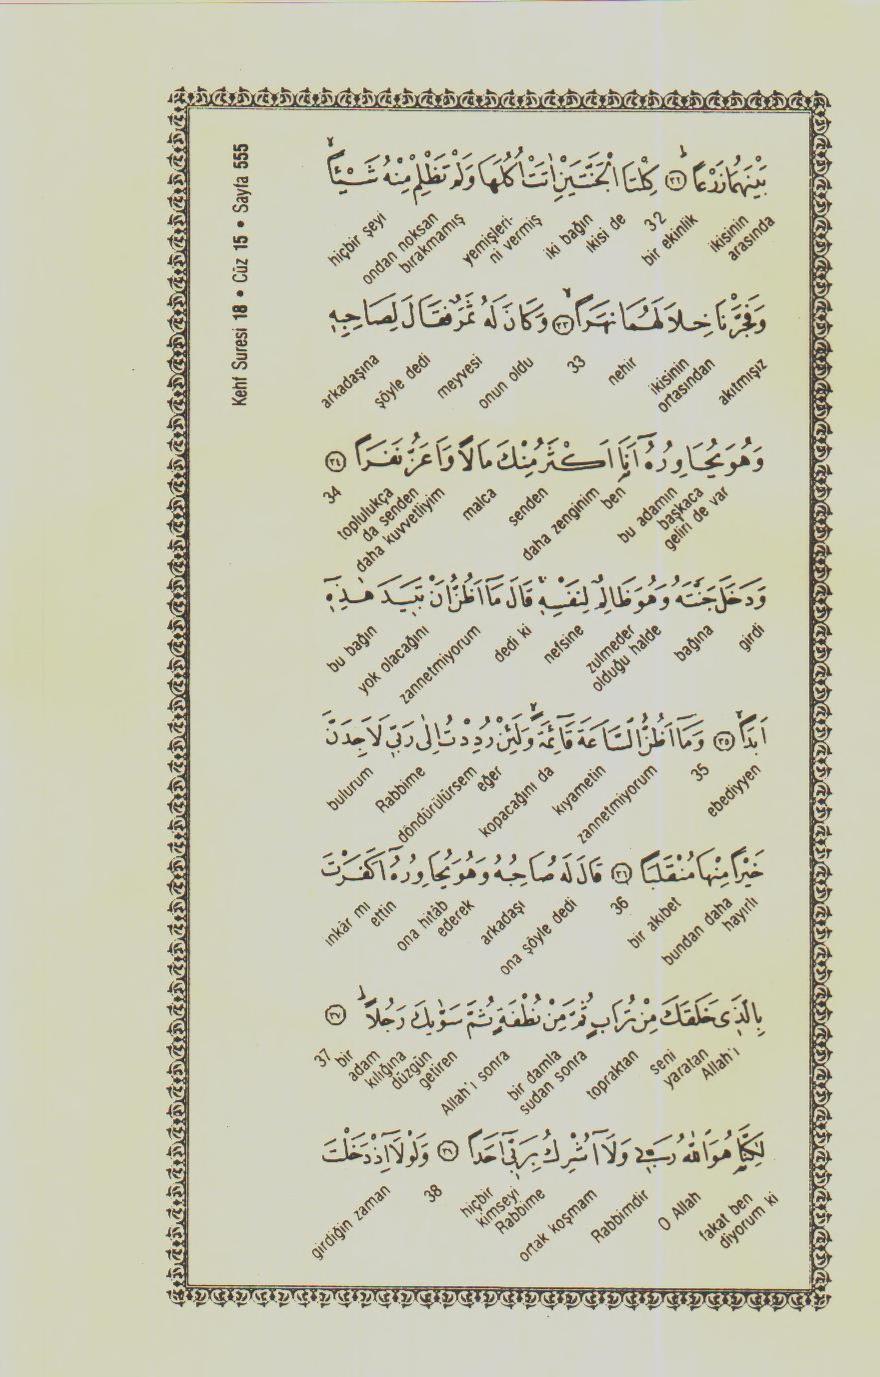 Kehf Suresi 18 • Cüz 15 • Sayfa 555
بَيْنَهُمَا زَرْعًا ﴿٣٢﴾ كِلْتَا الْجَنَّتَيْنِ اٰتَتْ اُكُلَهَا وَلَمْ تَظْلِمْ مِنْهُ شَيْـًٔا
ikisinin arasında bir ekinlik 32 ikisi de iki bağın yemişleri-ni vermiş ondan noksan bırakmamış hiçbir şeyi
وَفَجَّرْنَا خِلَالَهُمَا نَهَرًا ﴿٣٣﴾ وَكَانَ لَهُ ثَمَرٌ فَقَالَ لِصَاحِبِهٖ
akıtmışız ikisinin ortasından nehir 33 onun oldu meyvesi şöyle dedi arkadaşına
وَهُوَ يُحَاوِرُهُٓ اَنَا۬ اَكْثَرُ مِنْكَ مَالًا وَاَعَزُّ نَفَرًا ﴿٣٤﴾
bu adamın başkaca geliri de var ben daha zenginim senden malca toplulukça da senden daha kuvvetliyim 34
وَدَخَلَ جَنَّتَهُ وَهُوَ ظَالِمٌ لِنَفْسِهٖ قَالَ مَٓا اَظُنُّ اَنْ تَبٖيدَ هٰذِهٖٓ
girdi bağına zulmeder olduğu halde nefsine dedi ki zannetmiyorum yok olacağını bu bağın
اَبَدًا ﴿٣٥﴾ وَمَٓا اَظُنُّ السَّاعَةَ قَٓائِمَةً وَلَئِنْ رُدِدْتُ اِلٰى رَبّٖي لَاَجِدَنَّ
ebediyyen 35 zannetmiyorum kıyametin kopacağını da eğer döndürülürsem Rabbime bulurum
خَيْرًا مِنْهَا مُنْقَلَبًا ﴿٣٦﴾ قَالَ لَهُ صَاحِبُهُ وَهُوَ يُحَاوِرُهُٓ اَكَفَرْتَ
hayırlı bundan daha bir akıbet 36 ona şöyle dedi arkadaşı ona hitâb ederek ettin inkâr mı
بِالَّذٖي خَلَقَكَ مِنْ تُرَابٍ ثُمَّ مِنْ نُطْفَةٍ ثُمَّ سَوّٰيكَ رَجُلًا ﴿٣٧﴾
Allah'ı yaratan seni topraktan bir damla sudan sonra Allah'ı sonra düzgün getiren adam kılığına bir 37
لٰكِنَّا۬ هُوَ اللّٰهُ رَبّٖي وَلَٓا اُشْرِكُ بِرَبّٖٓي اَحَدًا ﴿٣٨﴾ وَلَوْلَٓا اِذْ دَخَلْتَ
fakat ben diyorum ki O Allah Rabbimdir ortak koşmam Rabbime hiçbir kimseyi 38 girdiğin zaman